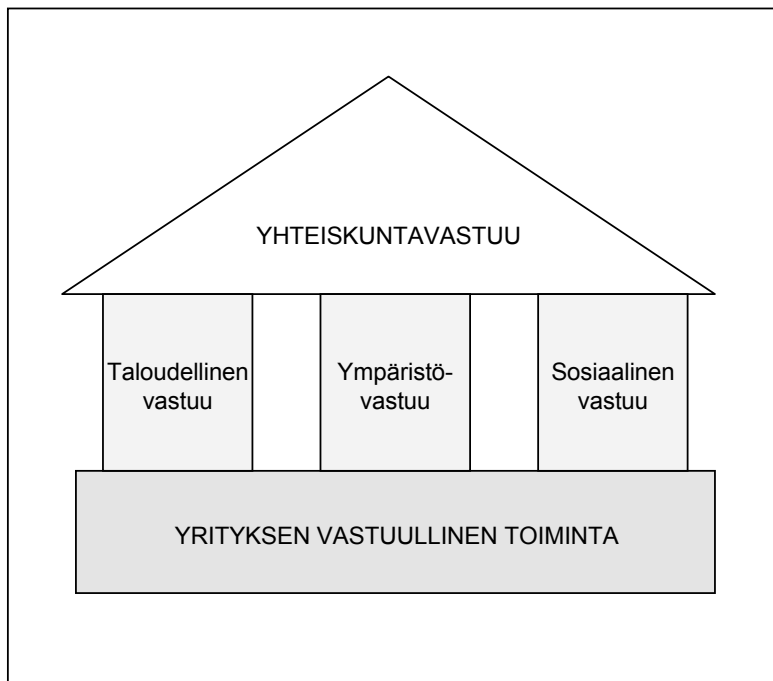 YHTEISKUNTAVASTUU
Taloudellinen
vastuu
Ympäristö-
vastuu
Sosiaalinen
vastuu
YRITYKSEN VASTUULLINEN TOIMINTA